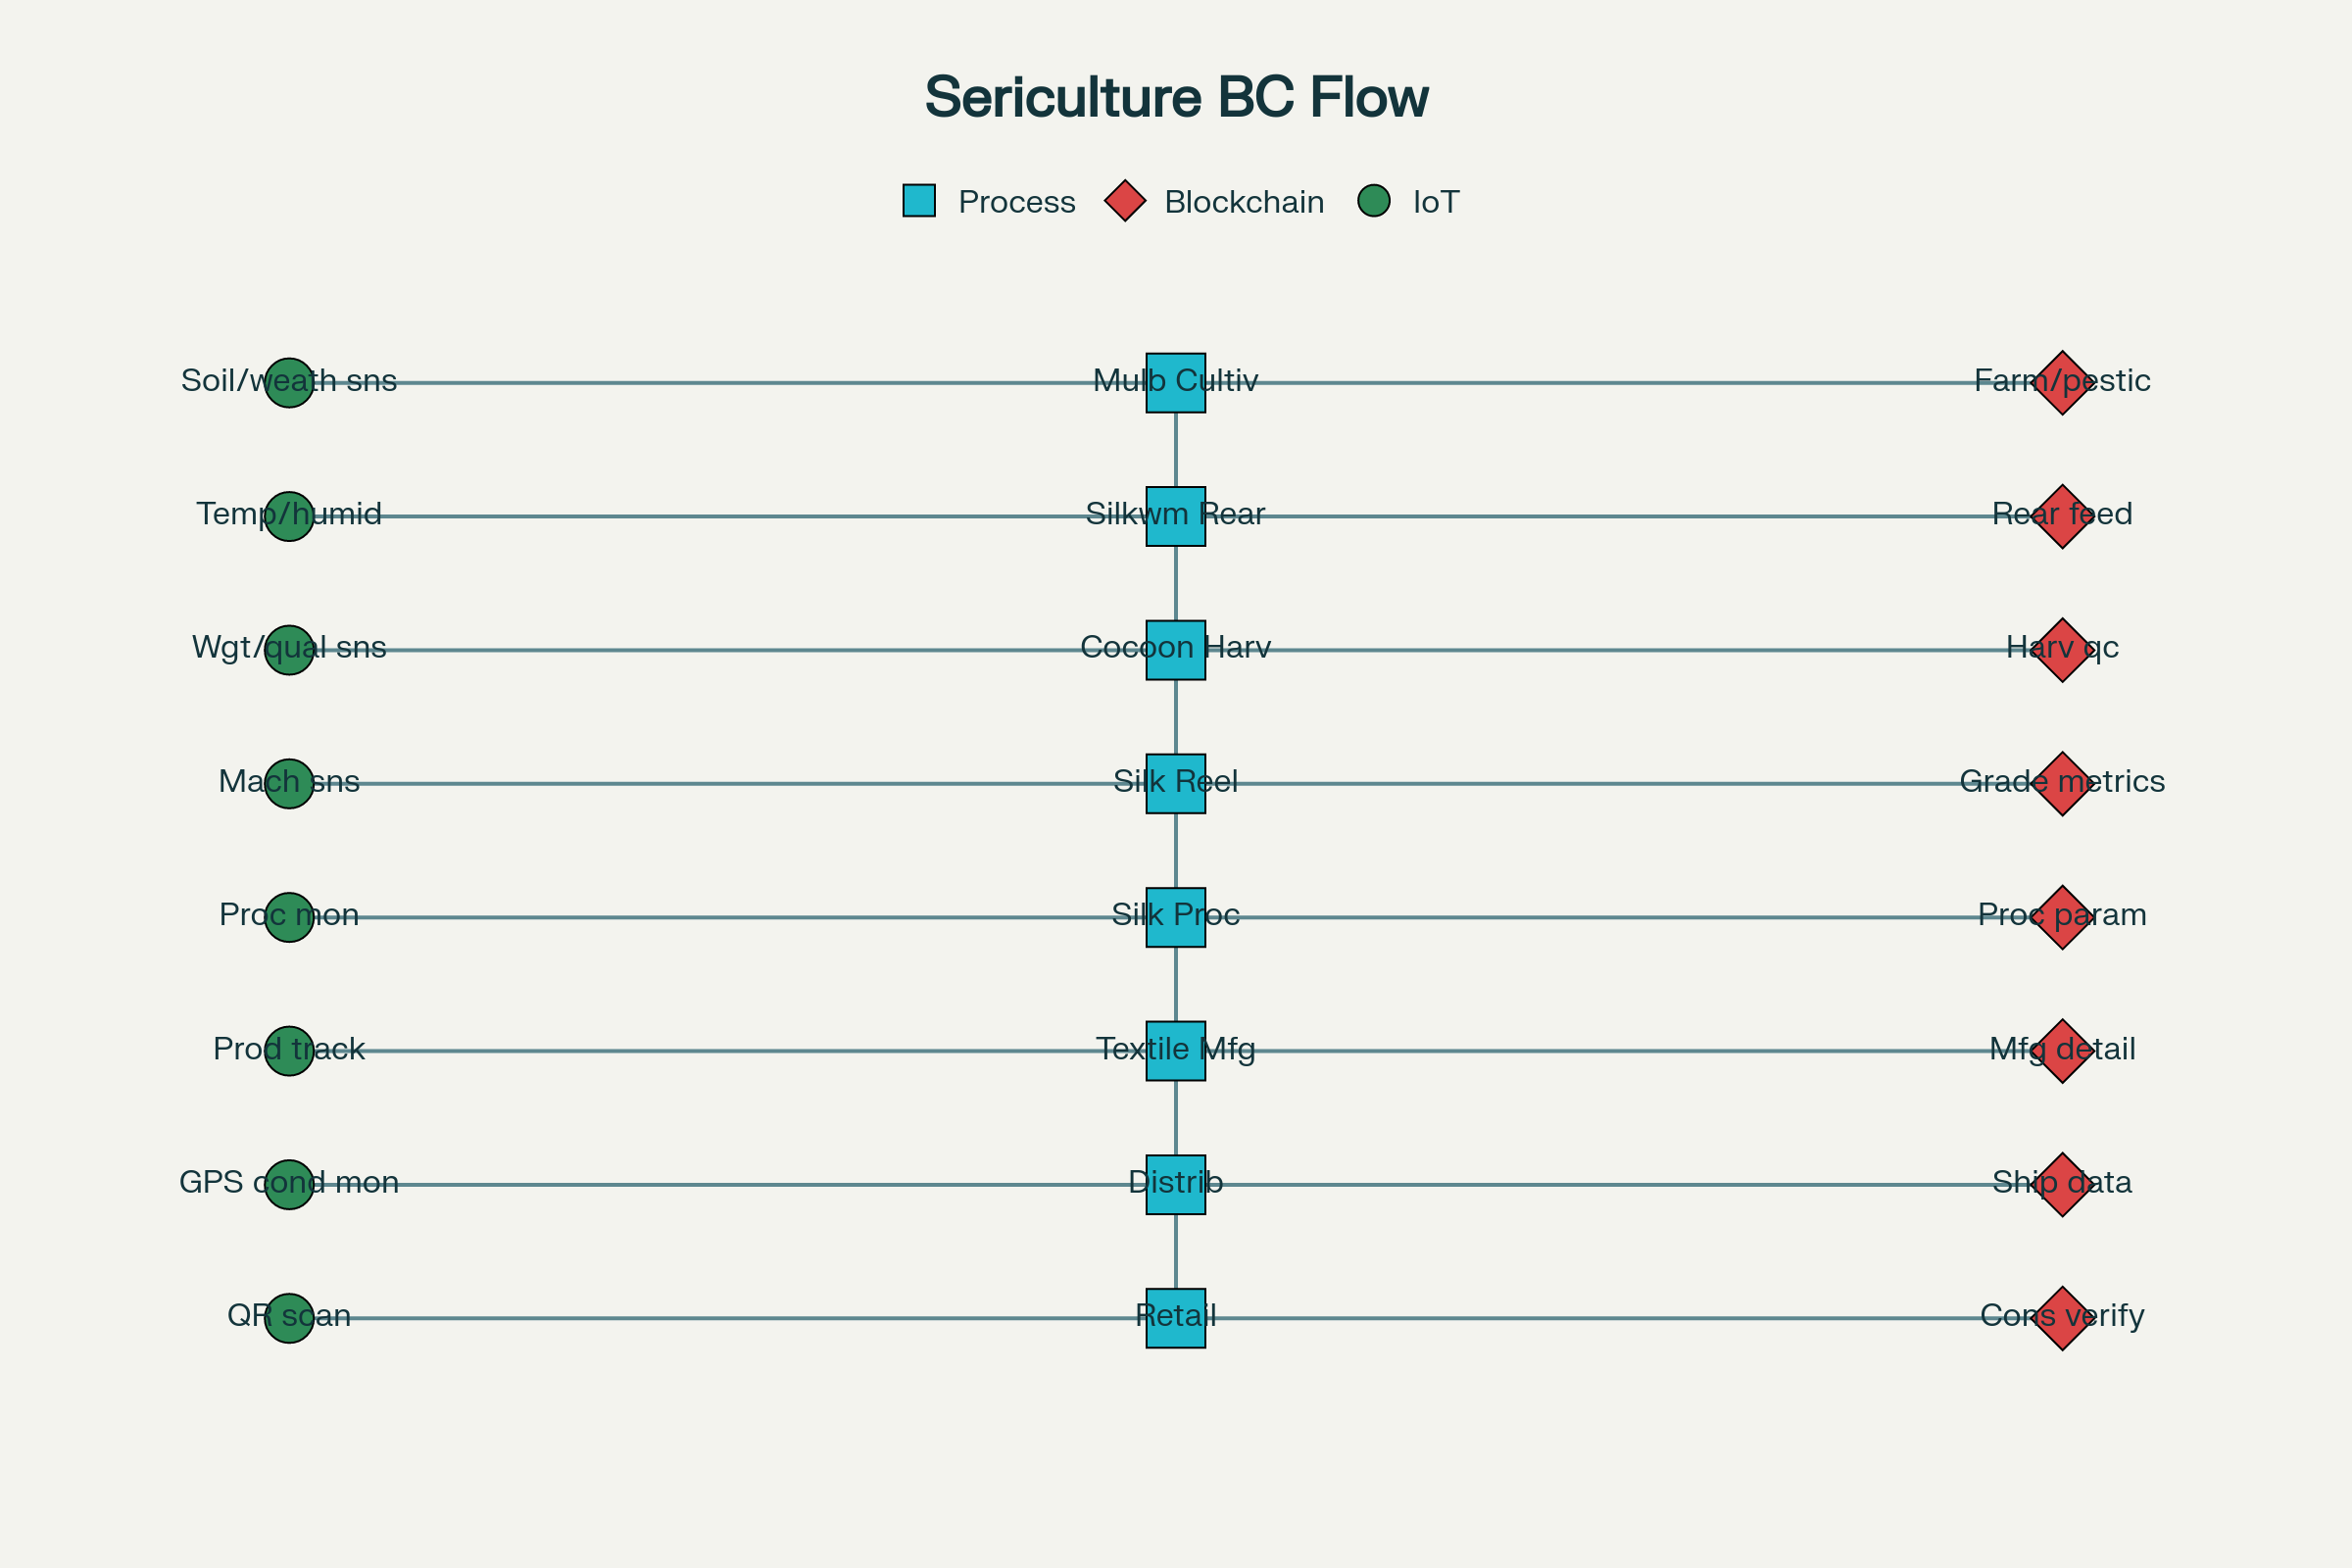 Sericulture BC Flow
Process Blockchain IoT
Soil/weath sns Mulb Cultiv Farm/pestic
Temp/humid Silkwm Rear Rear feed
Wgt/qual sns Cocoon Harv Harv qc
Mach sns Silk Reel Grade metrics
Proc mon Silk Proc Proc param
Prod track Textile Mfg Mfg detail
GPS cond mon Distrib Ship data
QR scan Retail Cons verify